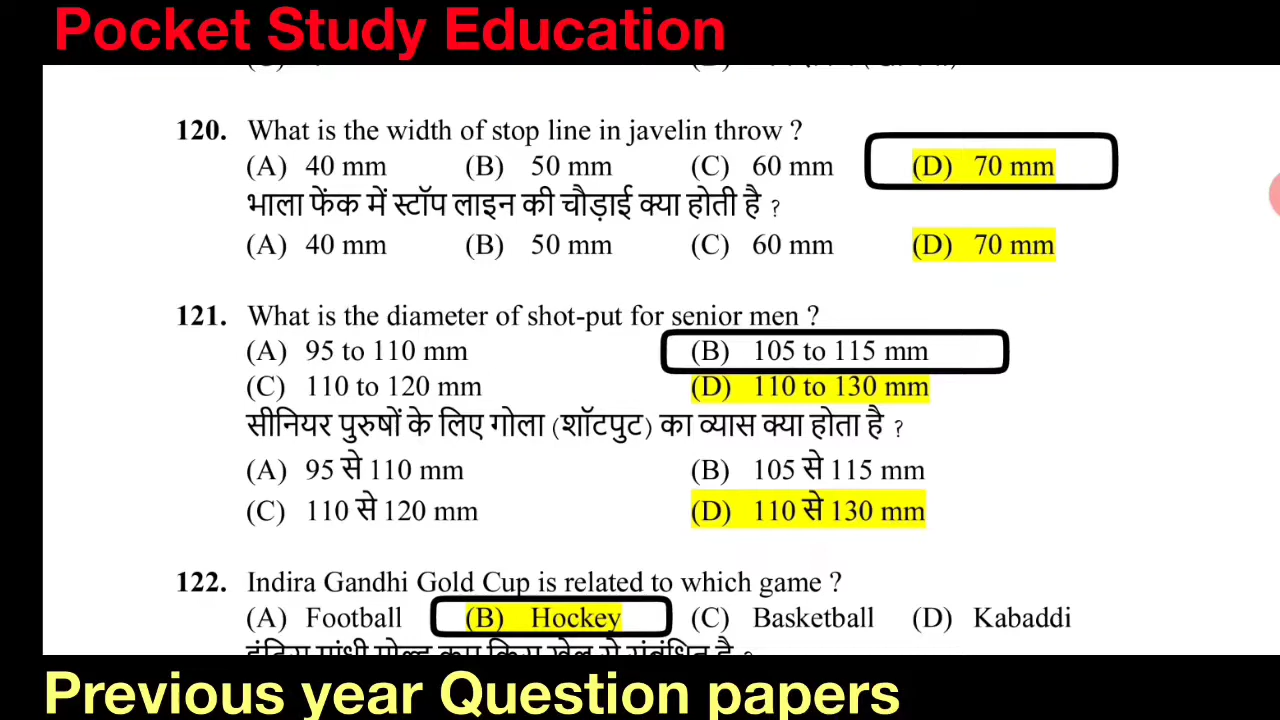 Pocket Study Education
120. What is the width of stop line in javelin throw ?
(A) 40 mm (B) 50 mm (C) 60 mm (D) 70 mm
भाला फेंक में स्टॉप लाइन की चौड़ाई क्या होती है ?
(A) 40 mm (B) 50 mm (C) 60 mm (D) 70 mm
121. What is the diameter of shot-put for senior men ?
(A) 95 to 110 mm (B) 105 to 115 mm
(C) 110 to 120 mm (D) 110 to 130 mm
सीनियर पुरुषों के लिए गोला (शॉटपुट) का व्यास क्या होता है ?
(A) 95 से 110 mm (B) 105 से 115 mm
(C) 110 से 120 mm (D) 110 से 130 mm
122. Indira Gandhi Gold Cup is related to which game ?
(A) Football (B) Hockey (C) Basketball (D) Kabaddi
Previous year Question papers